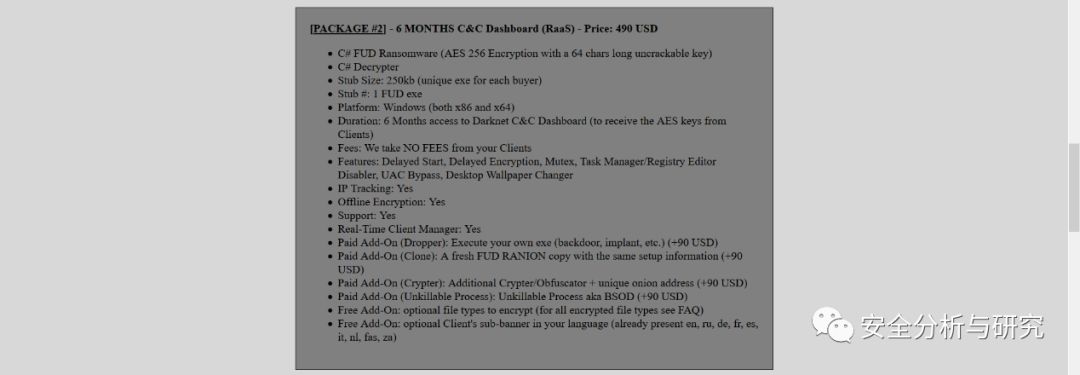 [PACKAGE #2] - 6 MONTHS C&C Dashboard (RaaS) - Price: 490 USD
• C# FUD Ransomware (AES 256 Encryption with a 64 chars long uncrackable key)
• C# Decrypter
• Stub Size: 250kb (unique exe for each buyer)
• Stub #: 1 FUD exe
• Platform: Windows (both x86 and x64)
• Duration: 6 Months access to Darknet C&C Dashboard (to receive the AES keys from
Clients)
• Fees: We take NO FEES from your Clients
• Features: Delayed Start, Delayed Encryption, Mutex, Task Manager/Registry Editor
Disabler, UAC Bypass, Desktop Wallpaper Changer
• IP Tracking: Yes
• Offline Encryption: Yes
• Support: Yes
• Real-Time Client Manager: Yes
• Paid Add-On (Dropper): Execute your own exe (backdoor, implant, etc.) (+90 USD)
• Paid Add-On (Clone): A fresh FUD RANION copy with the same setup information (+90
USD)
• Paid Add-On (Crypter): Additional Crypter/Obfuscator + unique onion address (+90 USD)
• Paid Add-On (Unkillable Process): Unkillable Process aka BSOD (+90 USD)
• Free Add-On: optional file types to encrypt (for all encrypted file types see FAQ)
• Free Add-On: optional Client's sub-banner in your language (already present en, ru, de, fr, es,
it, nl, fas, za)
安全分析与研究